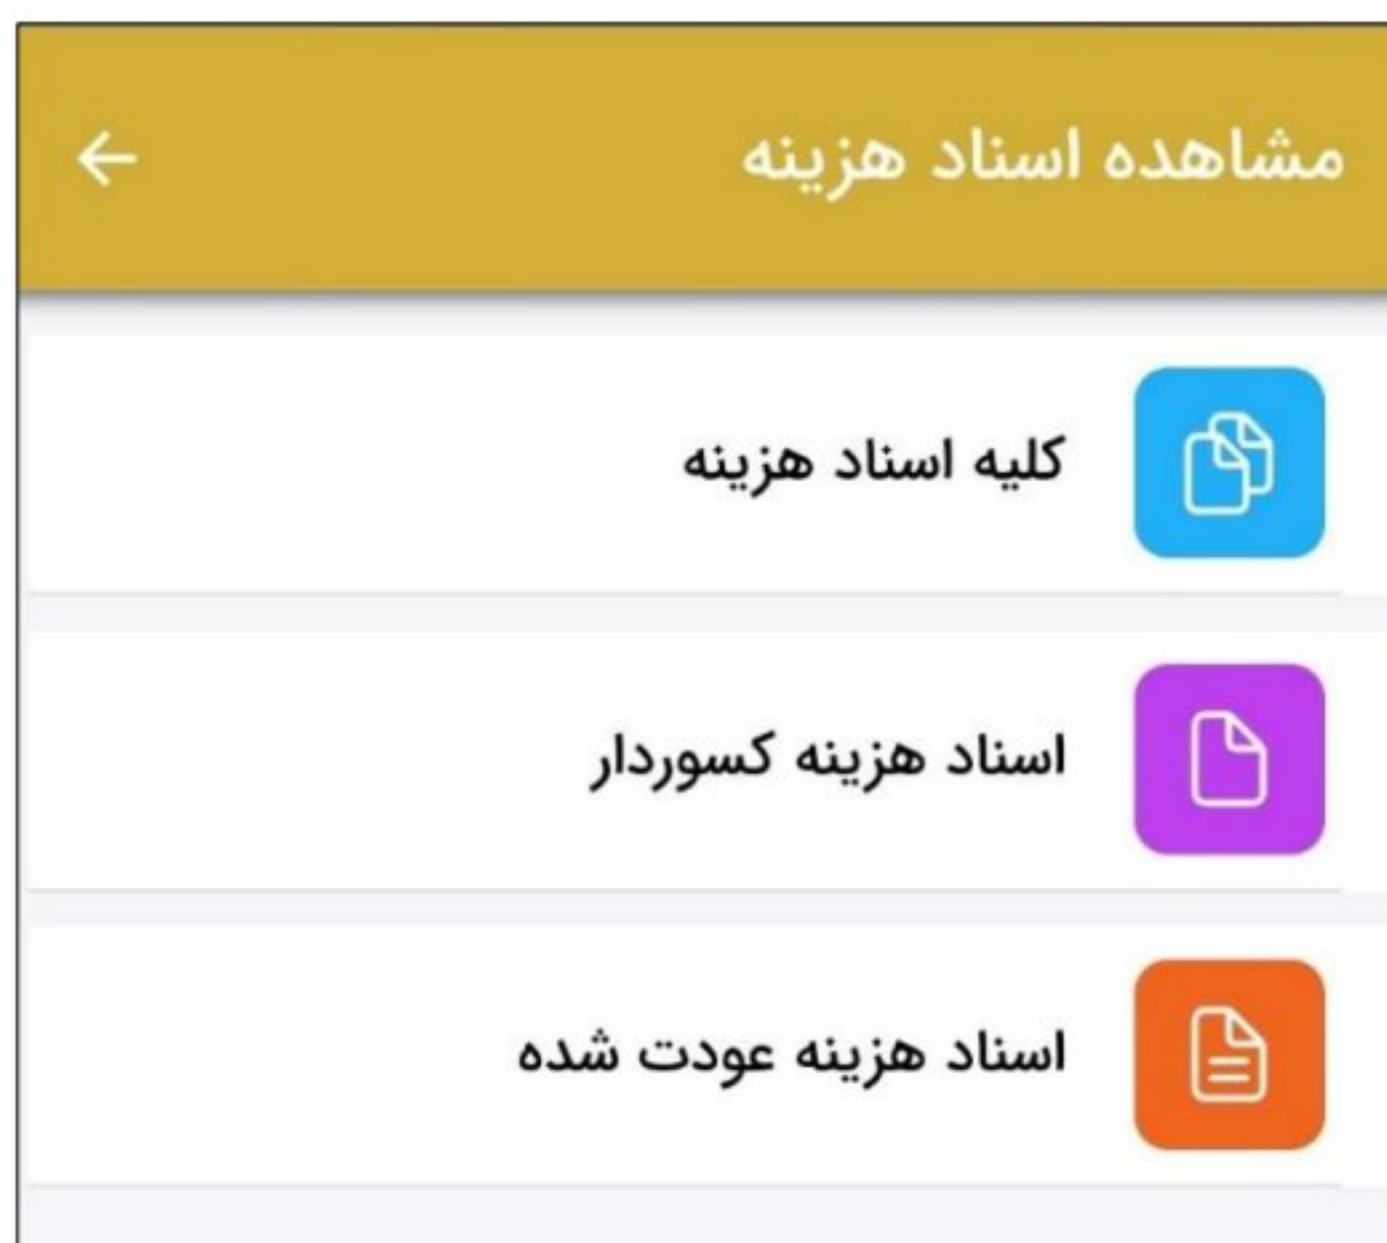 مشاهده اسناد هزینه
کلیه اسناد هزینه
اسناد هزینه کسوردار
اسناد هزینه عودت شده